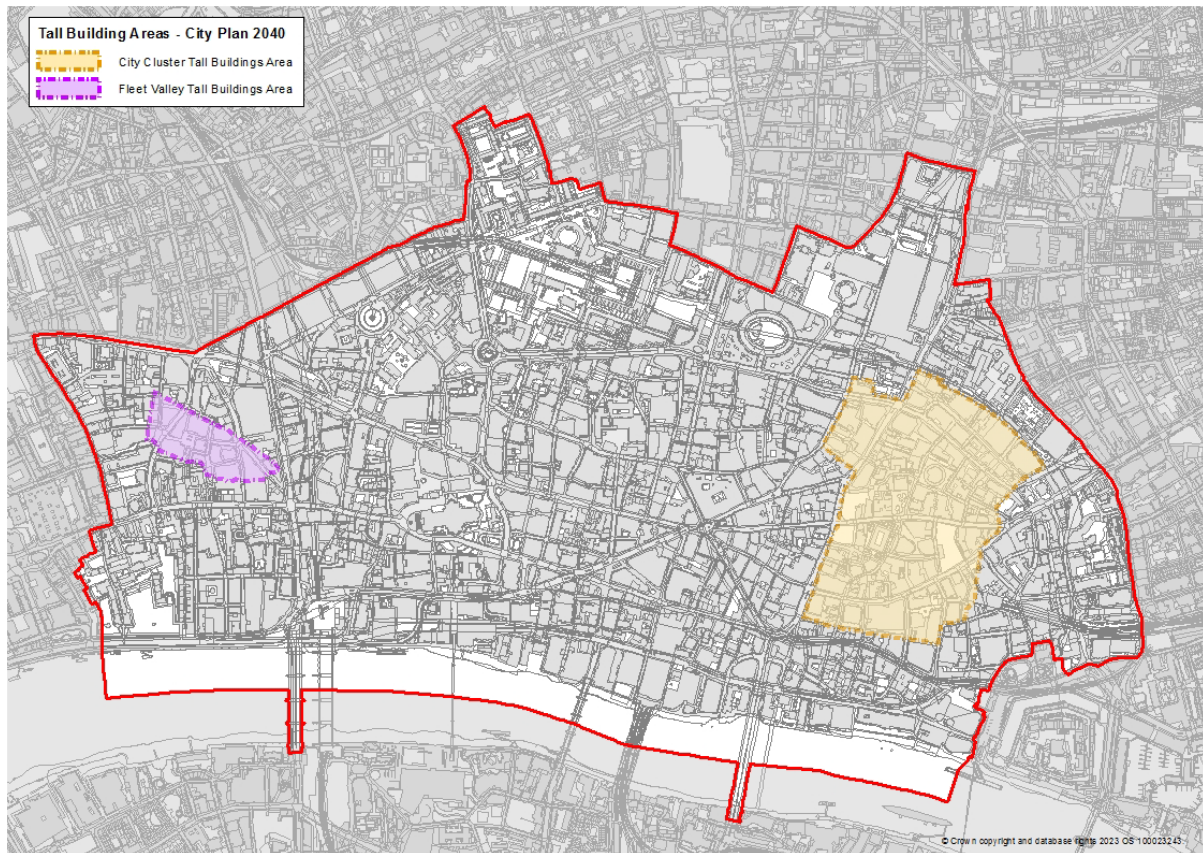 Tall Building Areas - City Plan 2040
City Cluster Tall Buildings Area
Fleet Valley Tall Buildings Area
© Crown copyright and database rights 2023 OS 100023243